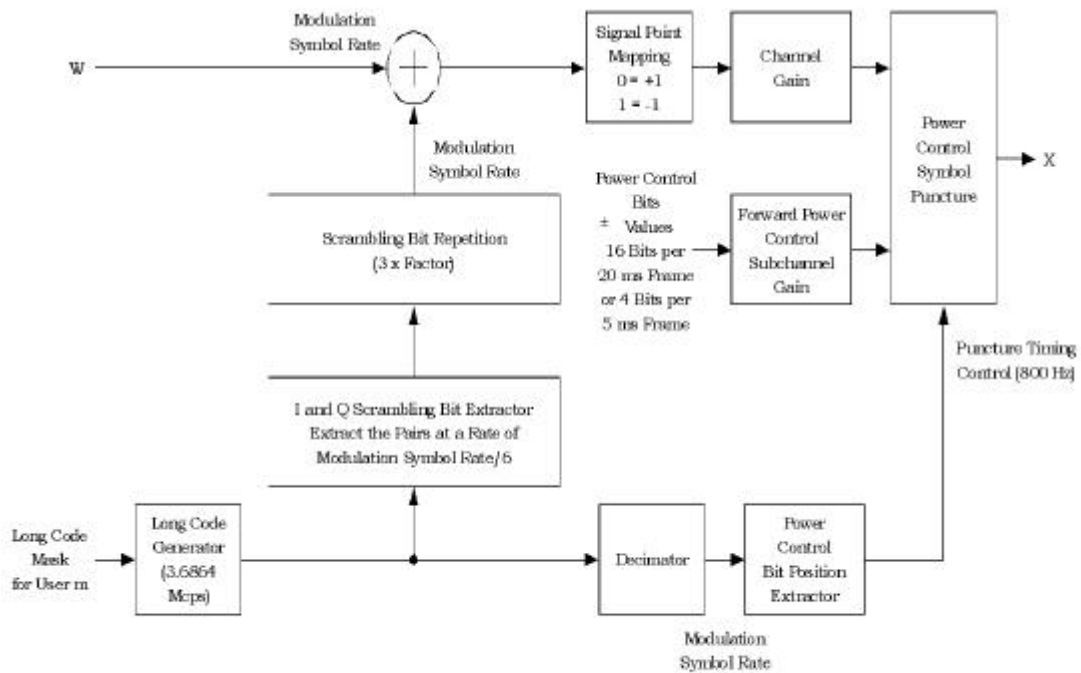 Modulation
Symbol Rate
W
Signal Point
Mapping
0 = +1
1 = -1
Channel
Gain
Power
Control
Symbol
Puncture
X
Modulation
Symbol Rate
Scrambling Bit Repetition
(3 x Factor)
Power Control
Bits
± Values
16 Bits per
20 ms Frame
or 4 Bits per
5 ms Frame
Forward Power
Control
Subchannel
Gain
Puncture Timing
Control (800 Hz)
I and Q Scrambling Bit Extractor
Extract the Pairs at a Rate of
Modulation Symbol Rate/6
Long Code
Mask
for User m
Long Code
Generator
(3.6864
Mcps)
Decimator
Power
Control
Bit Position
Extractor
Modulation
Symbol Rate